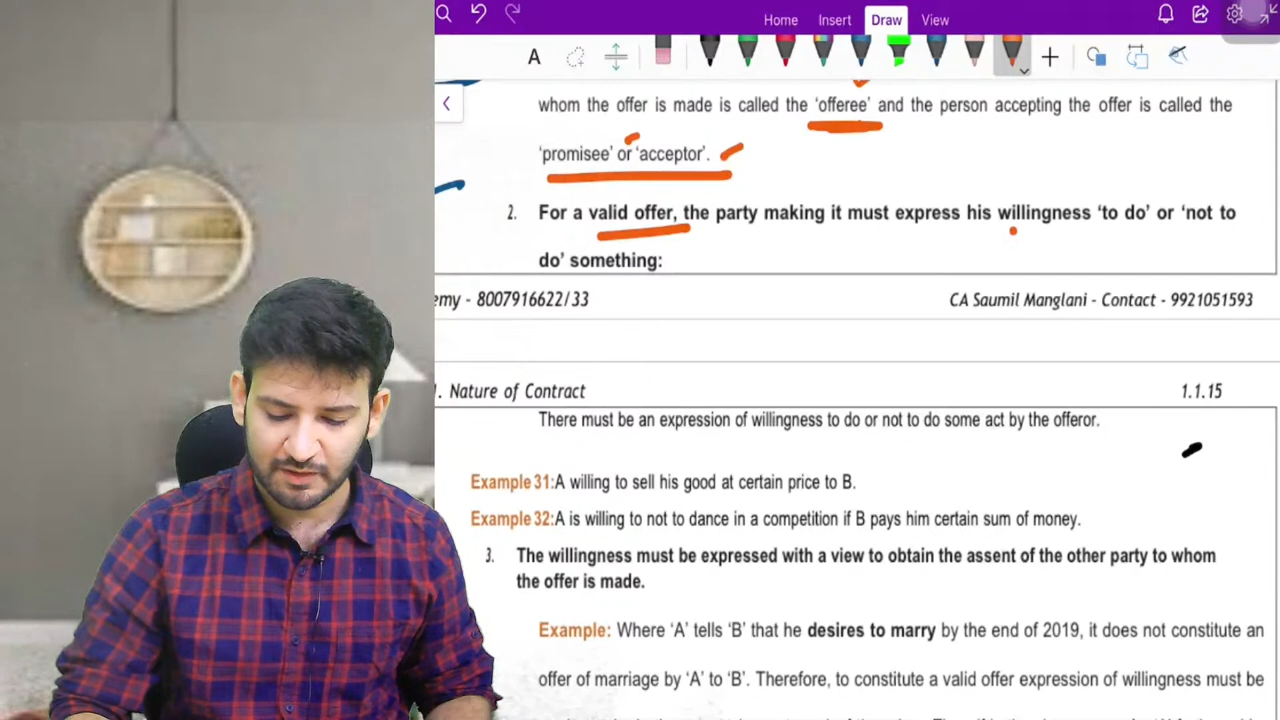 Home Insert Draw View
A
whom the offer is made is called the ‘offeree’ and the person accepting the offer is called the
‘promisee’ or ‘acceptor’.
2. For a valid offer, the party making it must express his willingness ‘to do’ or ‘not to
do’ something:
emy - 8007916622/33 CA Saumil Manglani - Contact - 9921051593
1. Nature of Contract 1.1.15
There must be an expression of willingness to do or not to do some act by the offeror.
Example 31:A willing to sell his good at certain price to B.
Example 32:A is willing to not to dance in a competition if B pays him certain sum of money.
3. The willingness must be expressed with a view to obtain the assent of the other party to whom
the offer is made.
Example: Where ‘A’ tells ‘B’ that he desires to marry by the end of 2019, it does not constitute an
offer of marriage by ‘A’ to ‘B’. Therefore, to constitute a valid offer expression of willingness must be